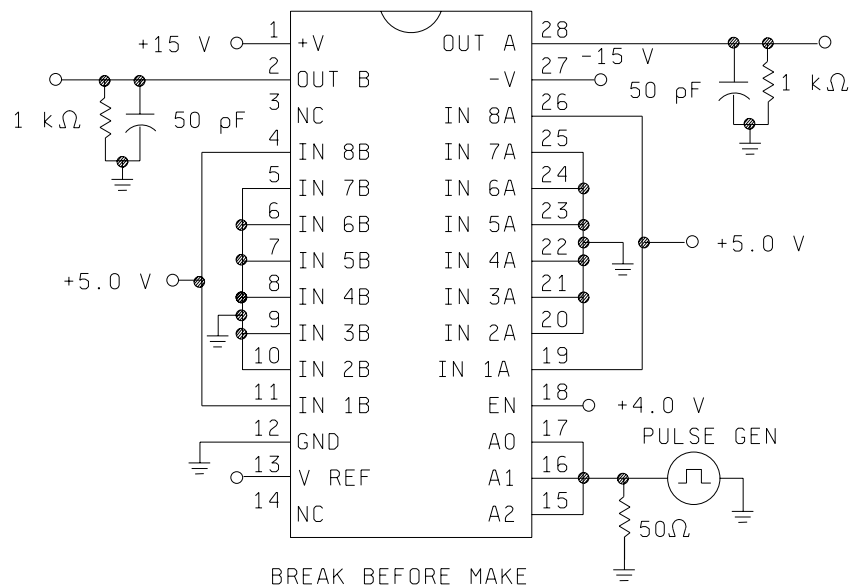 +15 V
1
+V
OUT A
28
2
OUT B
-V
27
-15 V
1 kΩ
50 pF
3
NC
IN 8A
26
50 pF
1 kΩ
4
IN 8B
IN 7A
25
5
IN 7B
IN 6A
24
6
IN 6B
IN 5A
23
7
IN 5B
IN 4A
22
+5.0 V
+5.0 V
8
IN 4B
IN 3A
21
9
IN 3B
IN 2A
20
10
IN 2B
IN 1A
19
11
IN 1B
EN
18
+4.0 V
12
GND
A0
17
PULSE GEN
13
V REF
A1
16
14
NC
A2
15
50Ω
BREAK BEFORE MAKE